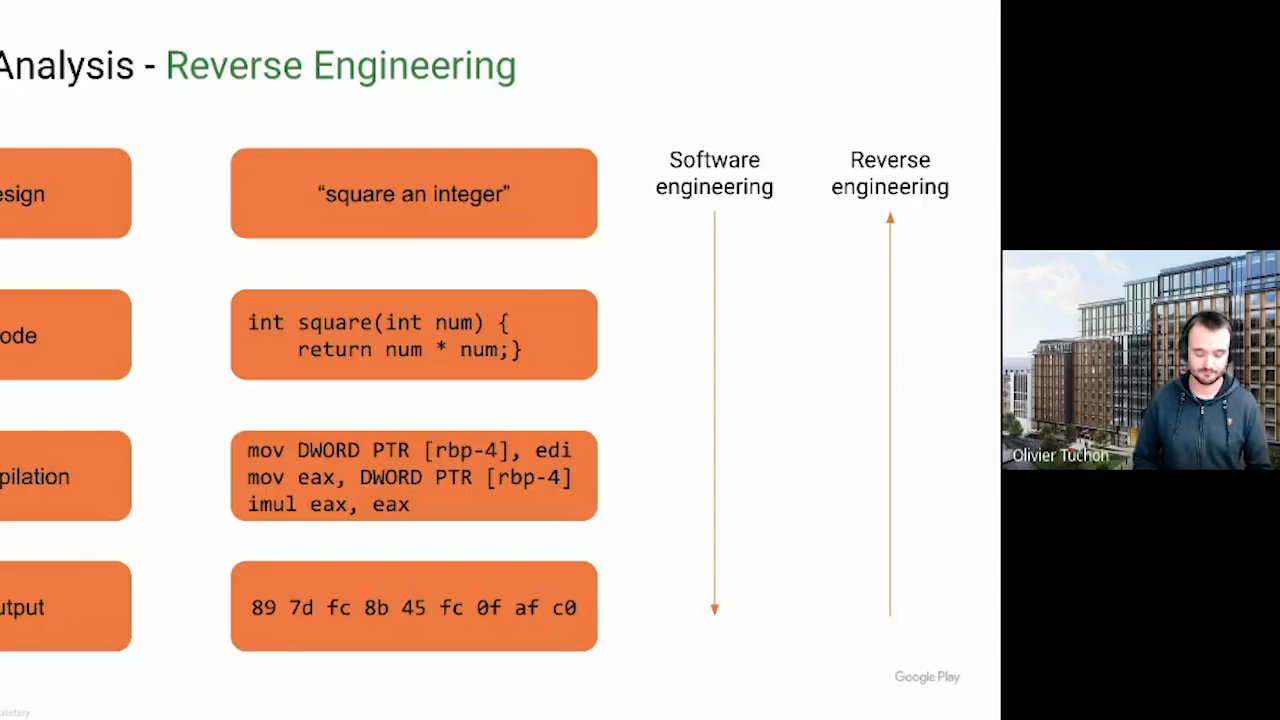 Analysis - Reverse Engineering
Software
engineering
Reverse
engineering
esign
“square an integer”
ode
int square(int num) {
return num * num;}
pilation
mov DWORD PTR [rbp-4], edi
mov eax, DWORD PTR [rbp-4]
imul eax, eax
utput
89 7d fc 8b 45 fc 0f af c0
Google Play
Olivier Tuchon
rietary